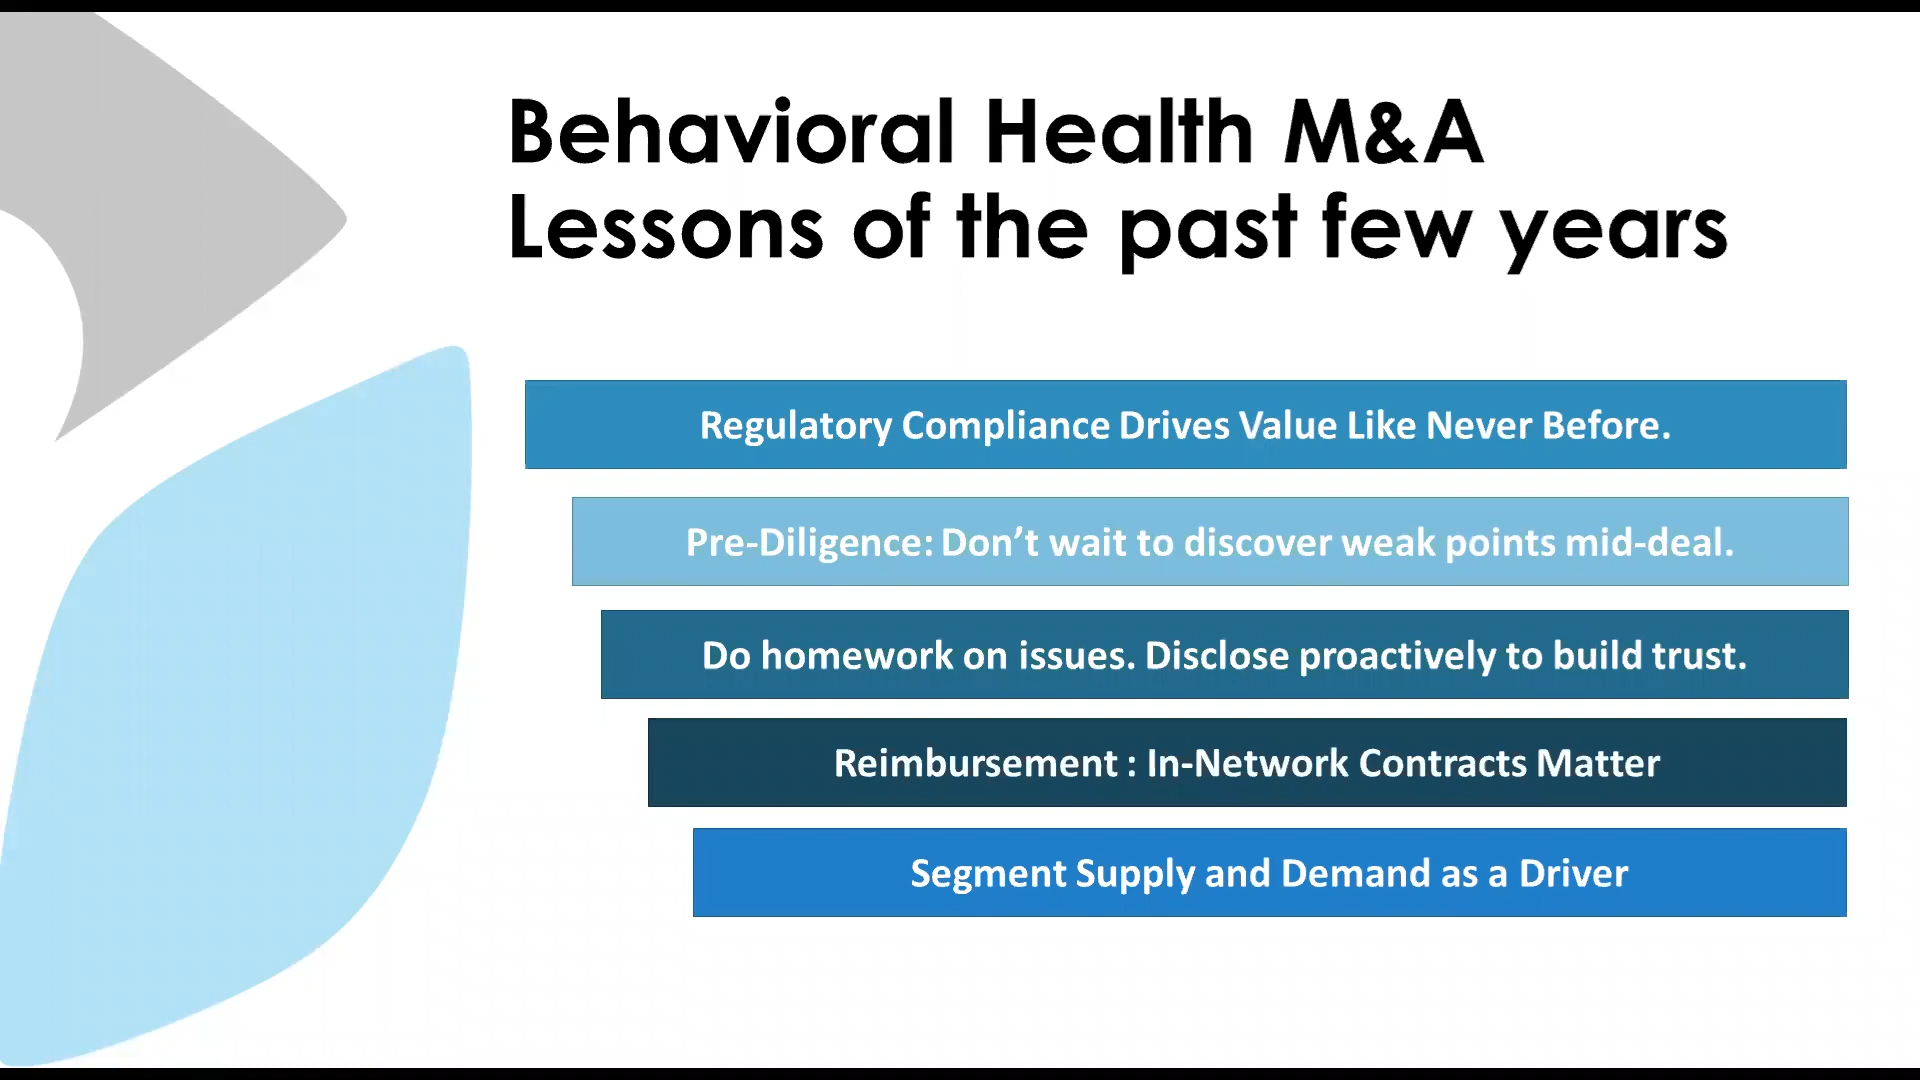 Behavioral Health M&A
Lessons of the past few years
Regulatory Compliance Drives Value Like Never Before.
Pre-Diligence: Don’t wait to discover weak points mid-deal.
Do homework on issues. Disclose proactively to build trust.
Reimbursement : In-Network Contracts Matter
Segment Supply and Demand as a Driver